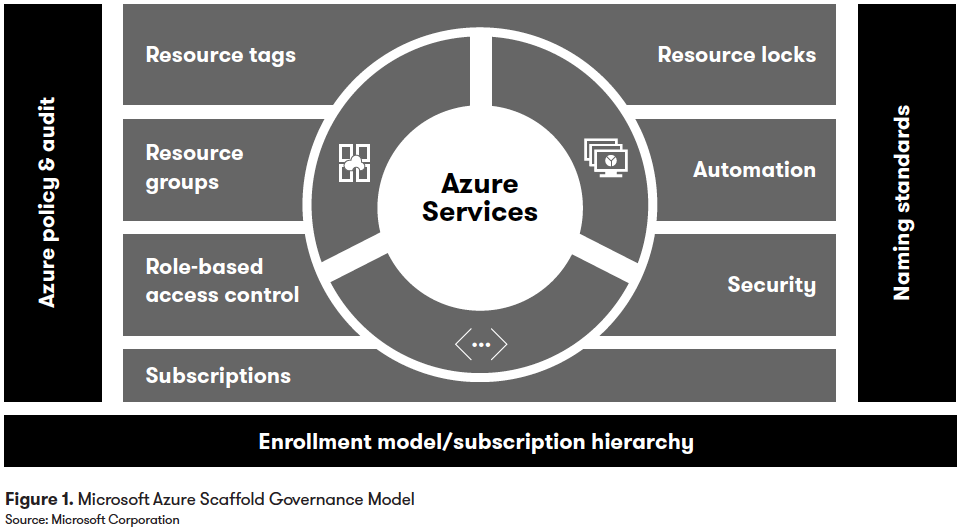 Azure policy & audit
Resource tags
Resource
groups
Role-based
access control
Subscriptions
Azure
Services
Resource locks
Automation
Security
Naming standards
Enrollment model/subscription hierarchy
Figure 1. Microsoft Azure Scaffold Governance Model
Source: Microsoft Corporation